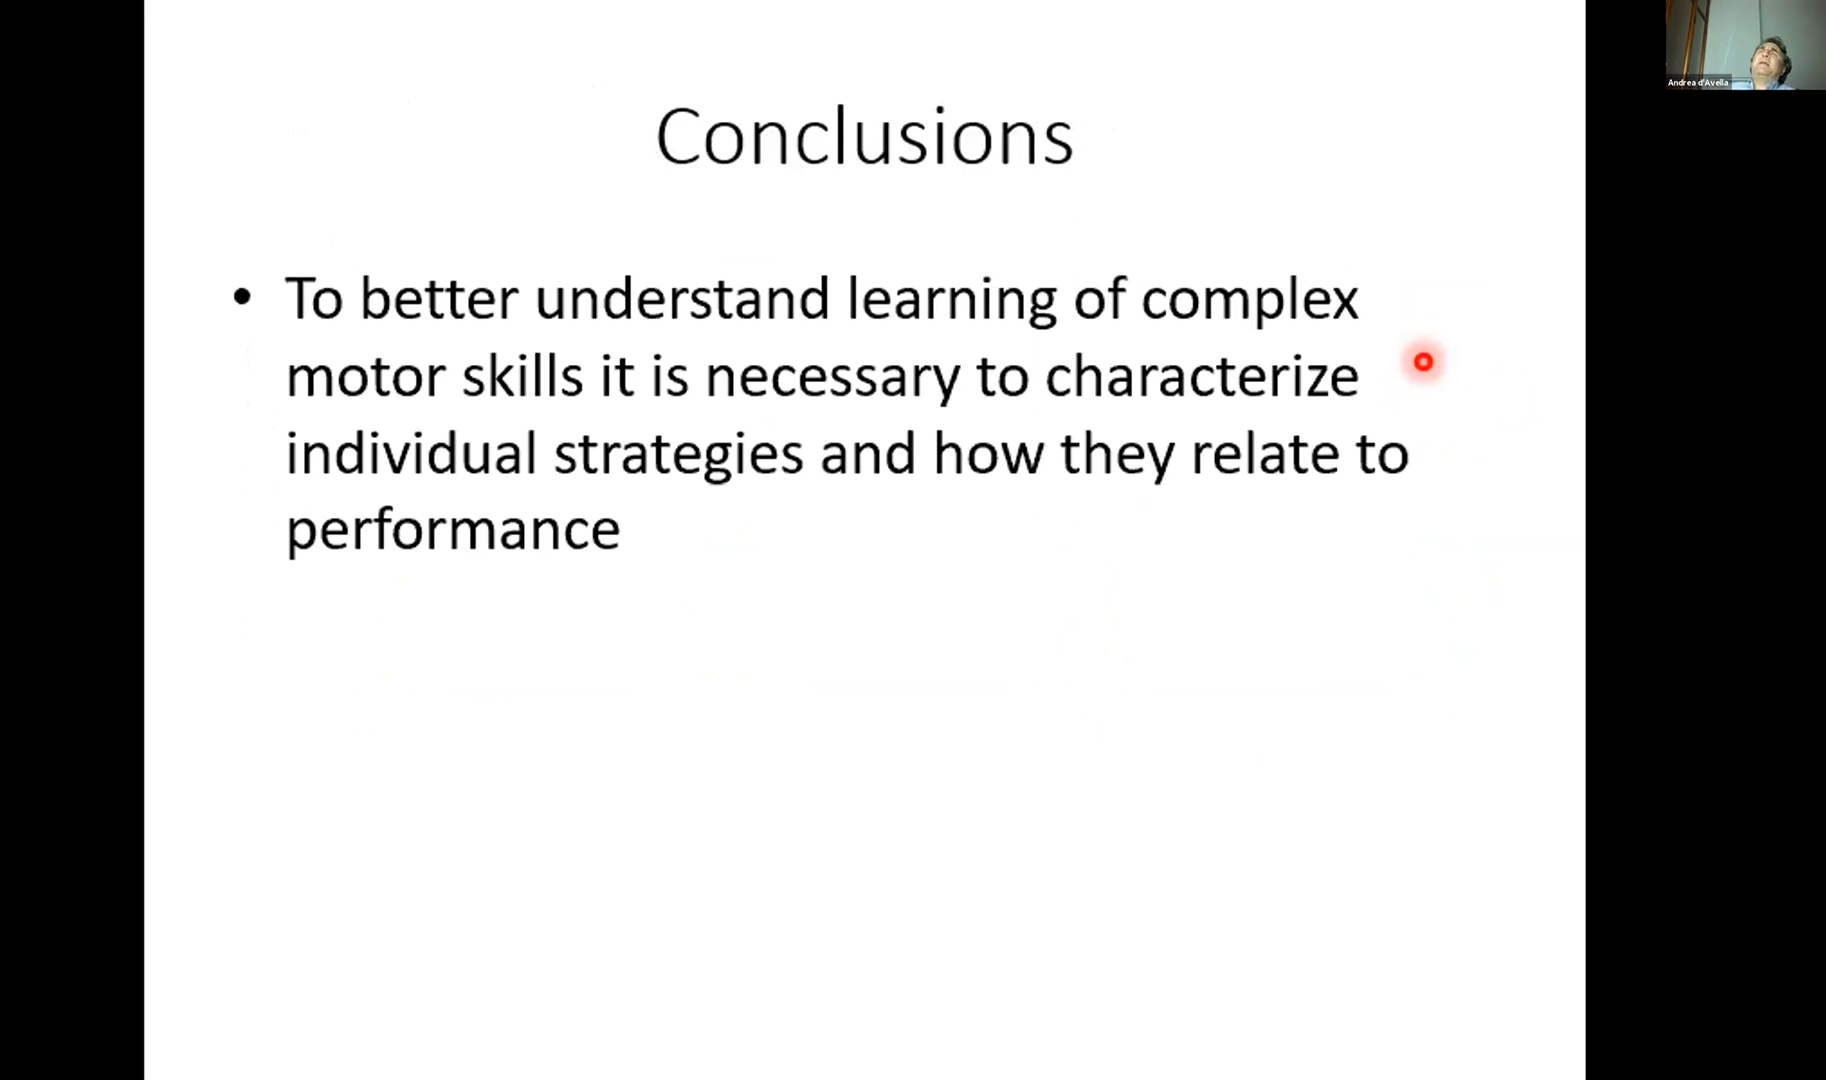 Conclusions
• To better understand learning of complex
motor skills it is necessary to characterize
individual strategies and how they relate to
performance
Andrea d'Avella